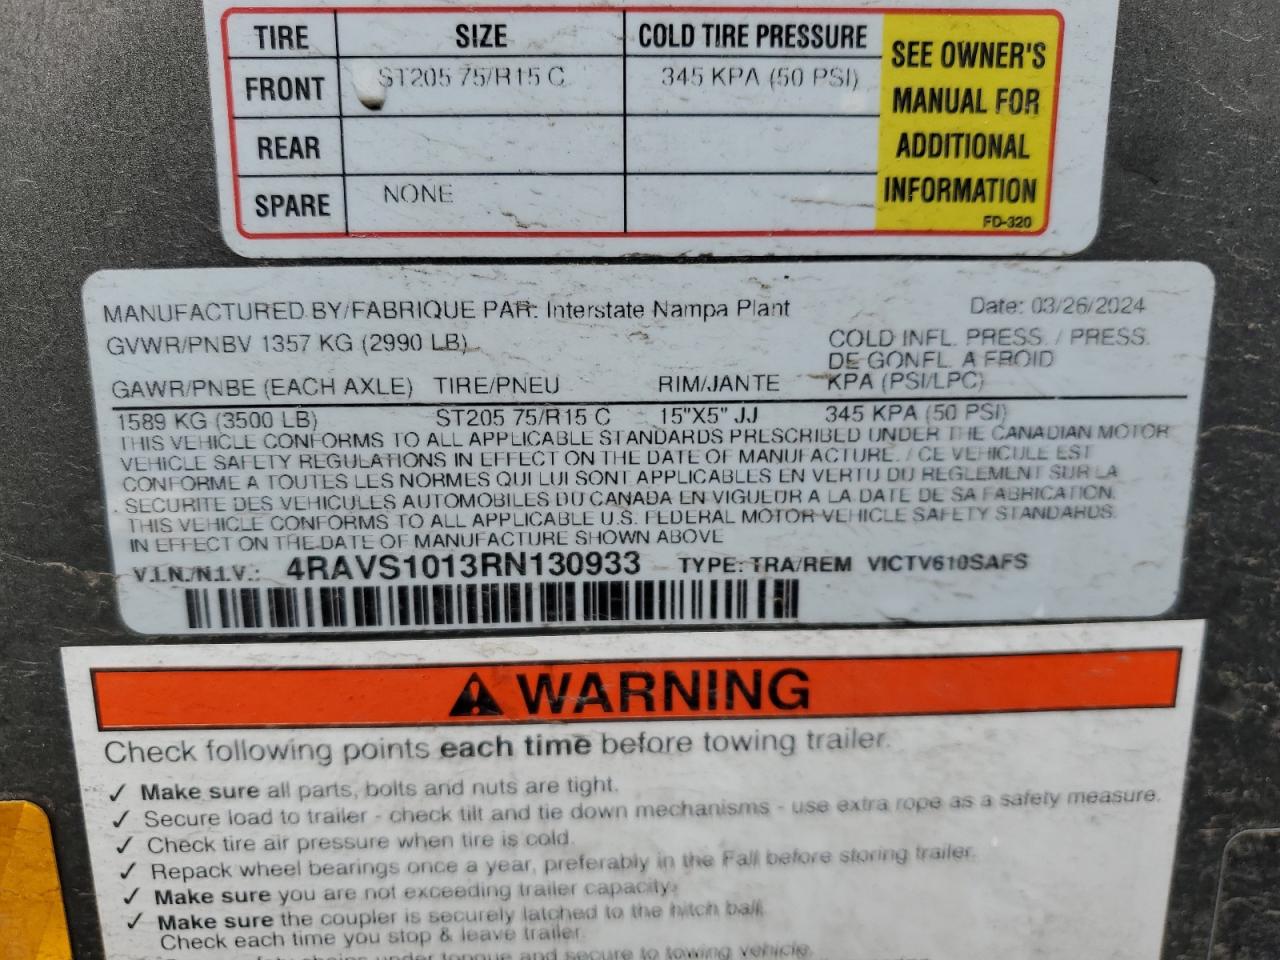 TIRE SIZE COLD TIRE PRESSURE SEE OWNER'S MANUAL FOR ADDITIONAL INFORMATION
FRONT ST205 75/R15 C 345 KPA (50 PSI)
REAR
SPARE NONE
FD-320
MANUFACTURED BY/FABRIQUE PAR: Interstate Nampa Plant Date: 03/26/2024
GVWR/PNBV 1357 KG (2990 LB) COLD INFL. PRESS. / PRESS.
DE GONFL. A FROID
GAWR/PNBE (EACH AXLE) TIRE/PNEU RIM/JANTE KPA (PSI/LPC)
1589 KG (3500 LB) ST205 75/R15 C 15"X5" JJ 345 KPA (50 PSI)
THIS VEHICLE CONFORMS TO ALL APPLICABLE STANDARDS PRESCRIBED UNDER THE CANADIAN MOTOR
VEHICLE SAFETY REGULATIONS IN EFFECT ON THE DATE OF MANUFACTURE. / CE VEHICULE EST
CONFORME A TOUTES LES NORMES QUI LUI SONT APPLICABLES EN VERTU DU REGLEMENT SUR LA
SECURITE DES VEHICULES AUTOMOBILES DU CANADA EN VIGUEUR A LA DATE DE SA FABRICATION.
THIS VEHICLE CONFORMS TO ALL APPLICABLE U.S. FEDERAL MOTOR VEHICLE SAFETY STANDARDS.
IN EFFECT ON THE DATE OF MANUFACTURE SHOWN ABOVE
V.I.N./N.I.V.: 4RAVS1013RN130933 TYPE: TRA/REM VICTV610SAFS
WARNING
Check following points each time before towing trailer.
✓ Make sure all parts, bolts and nuts are tight.
✓ Secure load to trailer - check tilt and tie down mechanisms - use extra rope as a safety measure.
✓ Check tire air pressure when tire is cold.
✓ Repack wheel bearings once a year, preferably in the Fall before storing trailer.
✓ Make sure you are not exceeding trailer capacity.
✓ Make sure the coupler is securely latched to the hitch ball.
Check each time you stop & leave trailer.
safety chains under tongue and secure to towing vehicle.